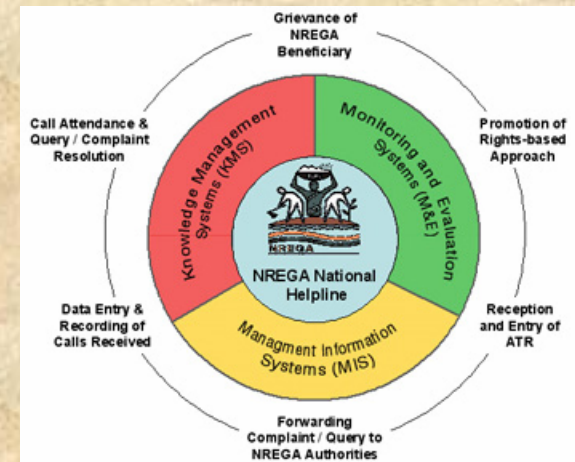 Grievance of
NREGA
Beneficiary
Call Attendance &
Query / Complaint
Resolution
Promotion of
Rights-based
Approach
Knowledge Management
Systems (KMS)
Monitoring and Evaluation
Systems (M&E)
NREGA
NREGA National
Helpline
Data Entry &
Recording of
Calls Received
Reception
and Entry of
ATR
Managment Information
Systems (MIS)
Forwarding
Complaint / Query to
NREGA Authorities